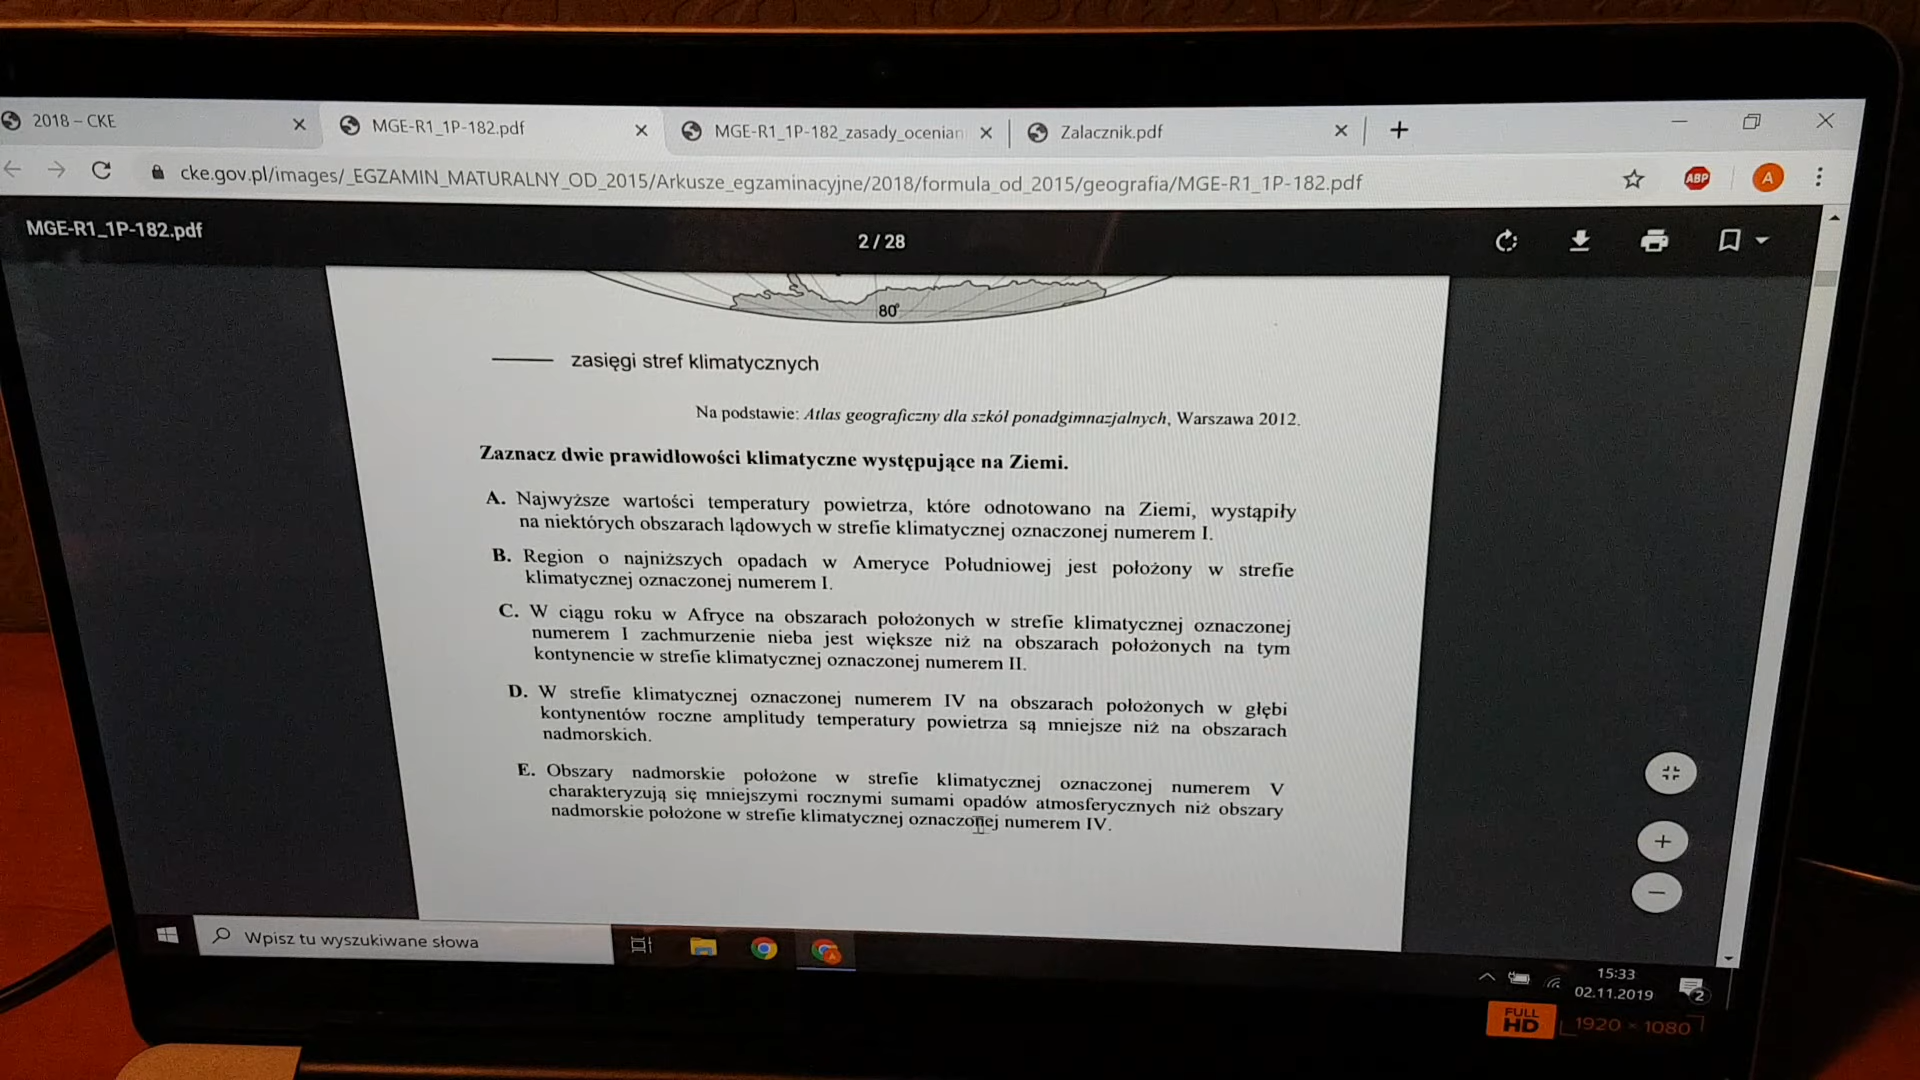 2018 – CKE
MGE-R1_1P-182.pdf
MGE-R1_1P-182_zasady_ocenian
Zalacznik.pdf
cke.gov.pl/images/_EGZAMIN_MATURALNY_OD_2015/Arkusze_egzaminacyjne/2018/formula_od_2015/geografia/MGE-R1_1P-182.pdf
ABP
A
MGE-R1_1P-182.pdf
2 / 28
80°
zasięgi stref klimatycznych
Na podstawie: Atlas geograficzny dla szkół ponadgimnazjalnych, Warszawa 2012.
Zaznacz dwie prawidłowości klimatyczne występujące na Ziemi.
A. Najwyższe wartości temperatury powietrza, które odnotowano na Ziemi, wystąpiły
na niektórych obszarach lądowych w strefie klimatycznej oznaczonej numerem I.
B. Region o najniższych opadach w Ameryce Południowej jest położony w strefie
klimatycznej oznaczonej numerem I.
C. W ciągu roku w Afryce na obszarach położonych w strefie klimatycznej oznaczonej
numerem I zachmurzenie nieba jest większe niż na obszarach położonych na tym
kontynencie w strefie klimatycznej oznaczonej numerem II.
D. W strefie klimatycznej oznaczonej numerem IV na obszarach położonych w głębi
kontynentów roczne amplitudy temperatury powietrza są mniejsze niż na obszarach
nadmorskich.
E. Obszary nadmorskie położone w strefie klimatycznej oznaczonej numerem V
charakteryzują się mniejszymi rocznymi sumami opadów atmosferycznych niż obszary
nadmorskie położone w strefie klimatycznej oznaczonej numerem IV.
Wpisz tu wyszukiwane słowa
15:33
02.11.2019
2
FULL
HD
1920 × 1080